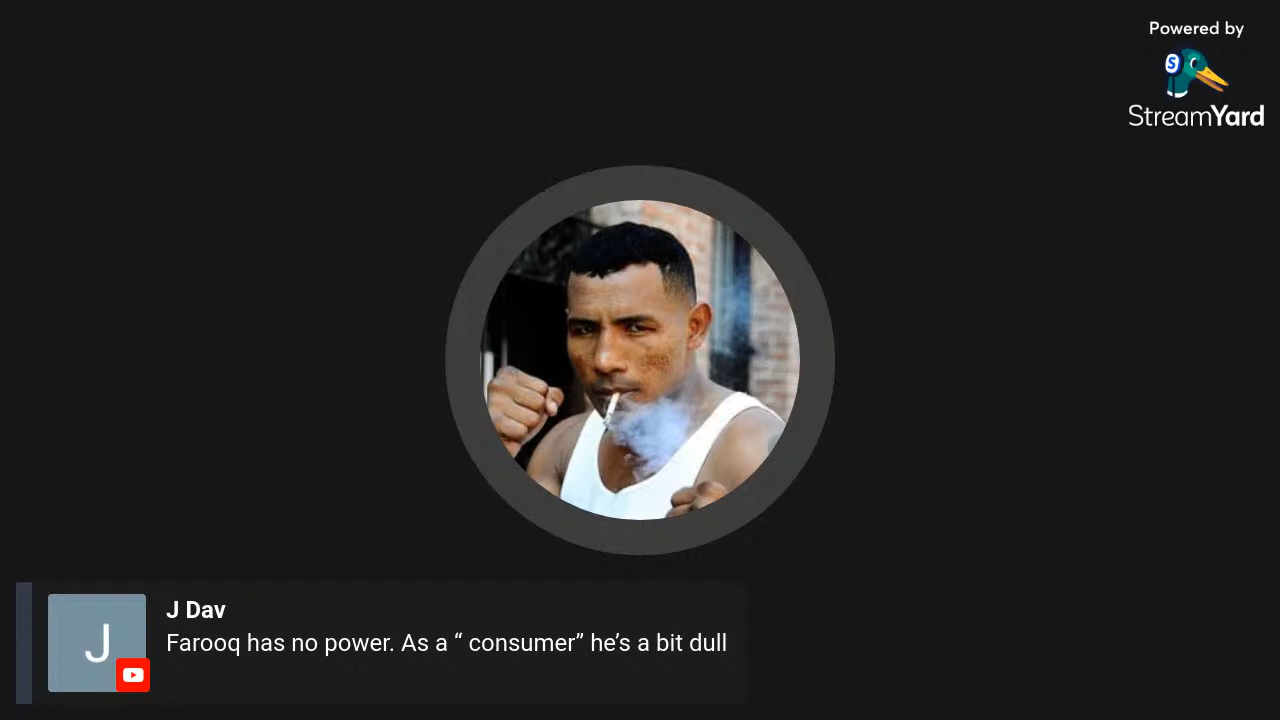 Powered by
S
StreamYard
J
J Dav
Farooq has no power. As a “ consumer” he’s a bit dull